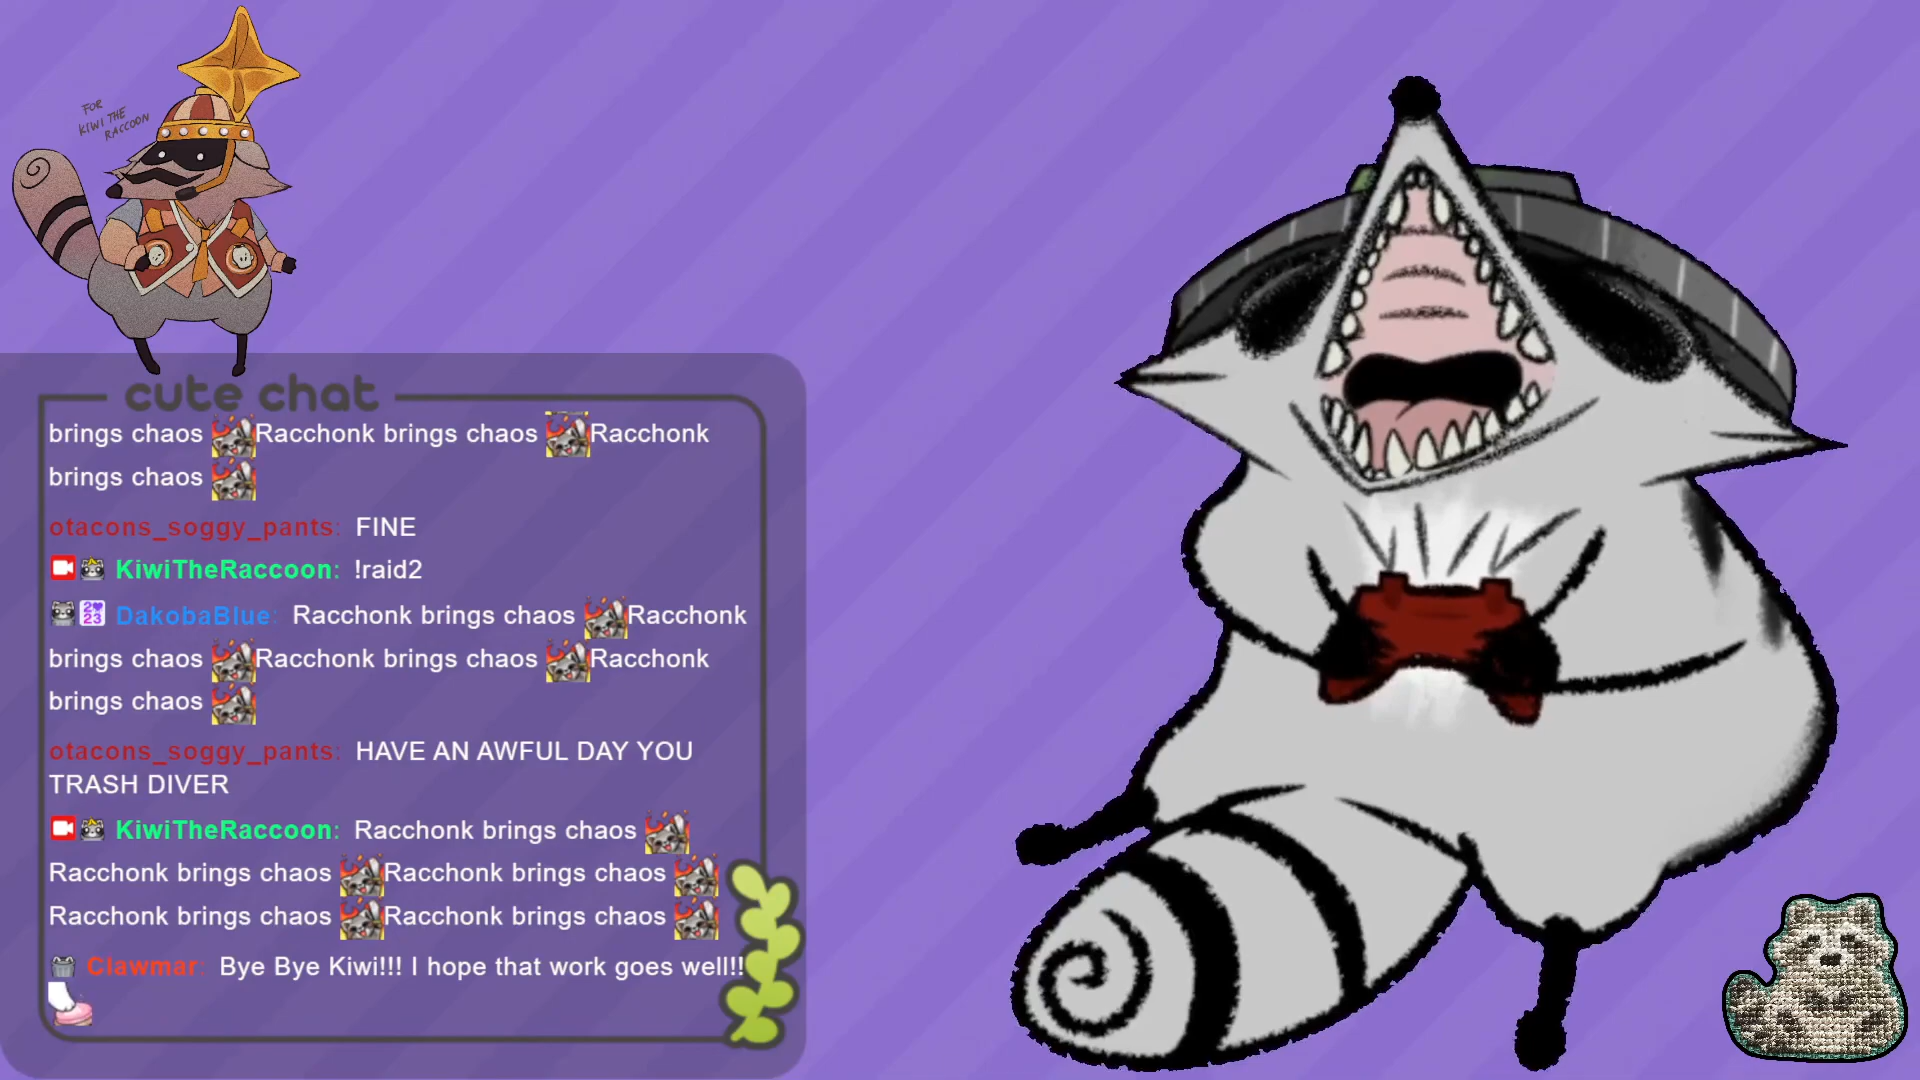 FOR
KIWI THE
RACCOON
cute chat
brings chaos Racchonk brings chaos Racchonk
brings chaos
otacons_soggy_pants: FINE
KiwiTheRaccoon: !raid2
2023 DakobaBlue: Racchonk brings chaos Racchonk
brings chaos Racchonk brings chaos Racchonk
brings chaos
otacons_soggy_pants: HAVE AN AWFUL DAY YOU
TRASH DIVER
KiwiTheRaccoon: Racchonk brings chaos
Racchonk brings chaos Racchonk brings chaos
Racchonk brings chaos Racchonk brings chaos
Clawmar: Bye Bye Kiwi!!! I hope that work goes well!!